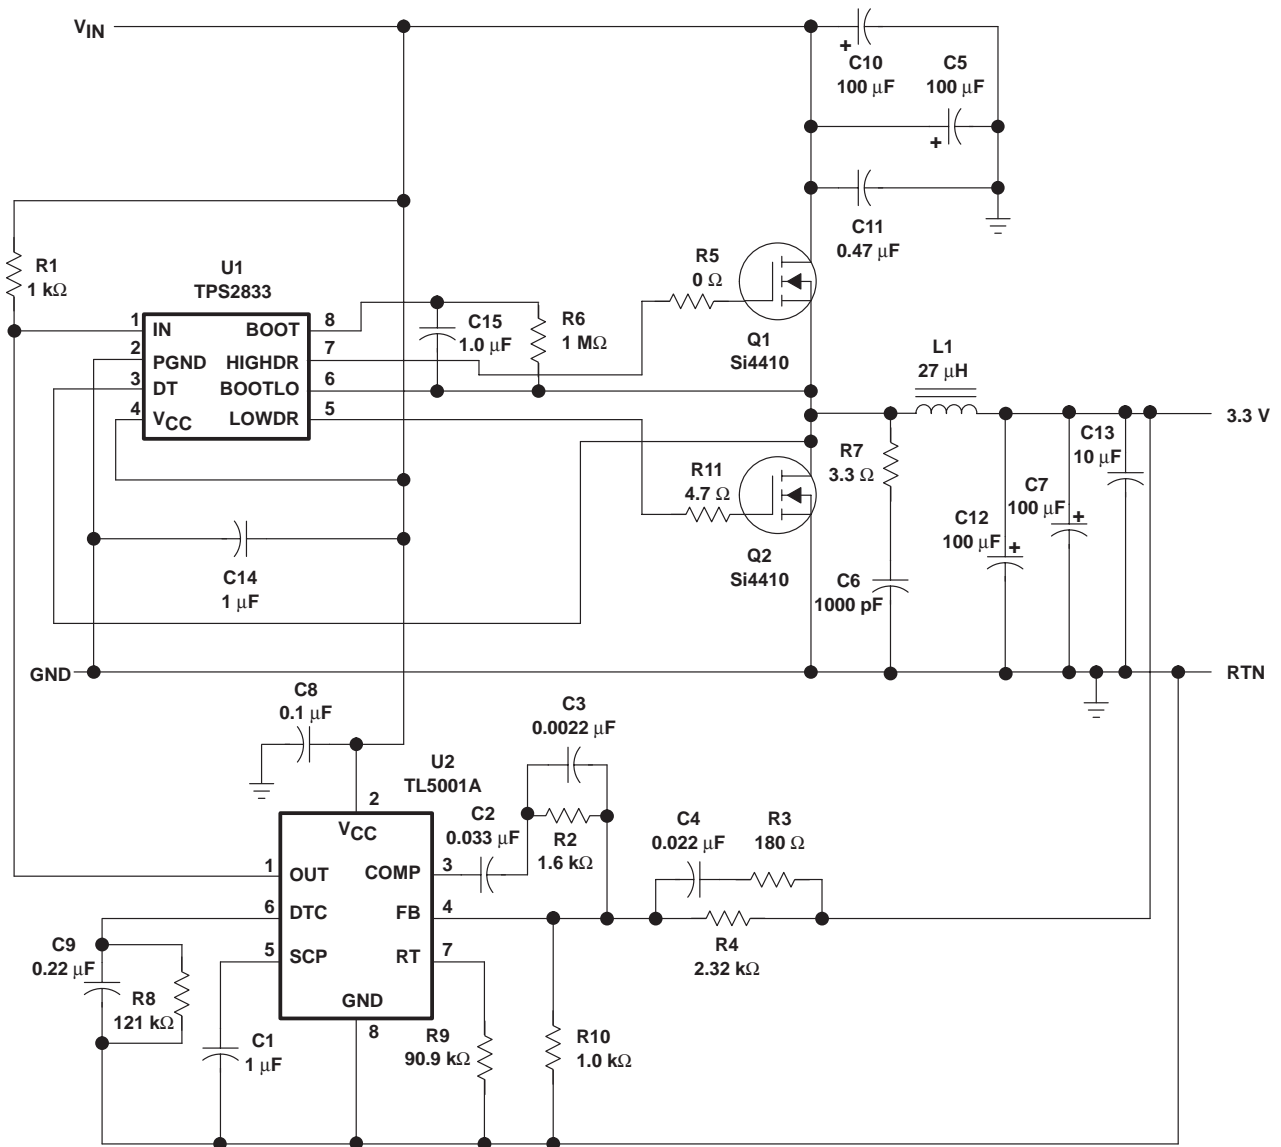 VIN
+
C10
100 μF
C5
100 μF
+
C11
0.47 μF
R1
1 kΩ
U1
TPS2833
1 IN
2 PGND
3 DT
4 VCC
BOOT 8
HIGHDR 7
BOOTLO 6
LOWDR 5
C15
1.0 μF
R6
1 MΩ
R5
0 Ω
Q1
Si4410
L1
27 μH
3.3 V
R11
4.7 Ω
Q2
Si4410
R7
3.3 Ω
C6
1000 pF
C12
100 μF
+
C7
100 μF
+
C13
10 μF
C14
1 μF
GND
RTN
C8
0.1 μF
C3
0.0022 μF
U2
TL5001A
2
VCC
C2
0.033 μF
R2
1.6 kΩ
C4
0.022 μF
R3
180 Ω
1 OUT
6 DTC
5 SCP
COMP 3
FB 4
RT 7
GND
8
R4
2.32 kΩ
C9
0.22 μF
R8
121 kΩ
C1
1 μF
R9
90.9 kΩ
R10
1.0 kΩ